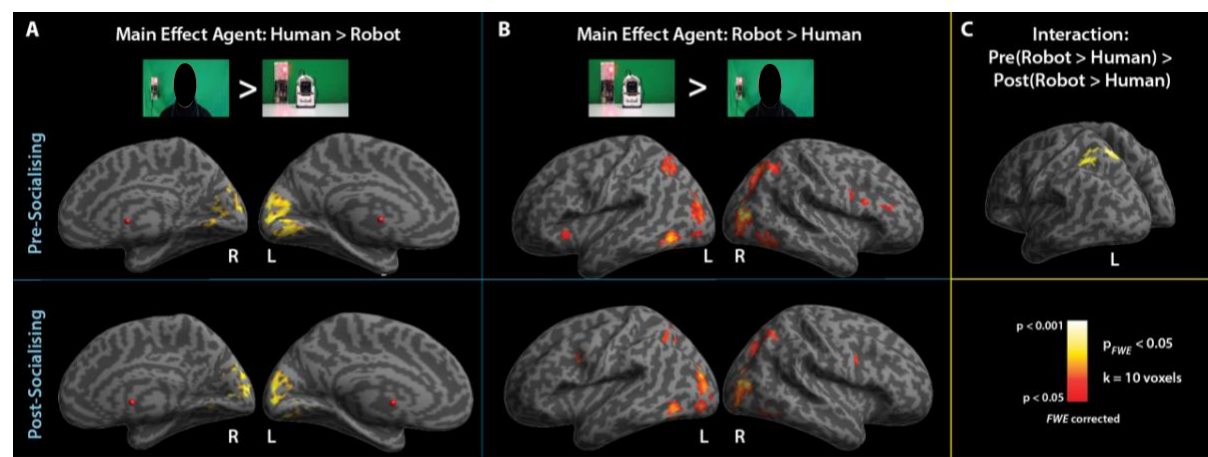 A
Main Effect Agent: Human > Robot
>
Pre-Socialising
R
L
Post-Socialising
R
L
B
Main Effect Agent: Robot > Human
>
L
R
L
R
C
Interaction:
Pre(Robot > Human) >
Post(Robot > Human)
L
p < 0.001
p < 0.05
FWE corrected
pFWE < 0.05
k = 10 voxels